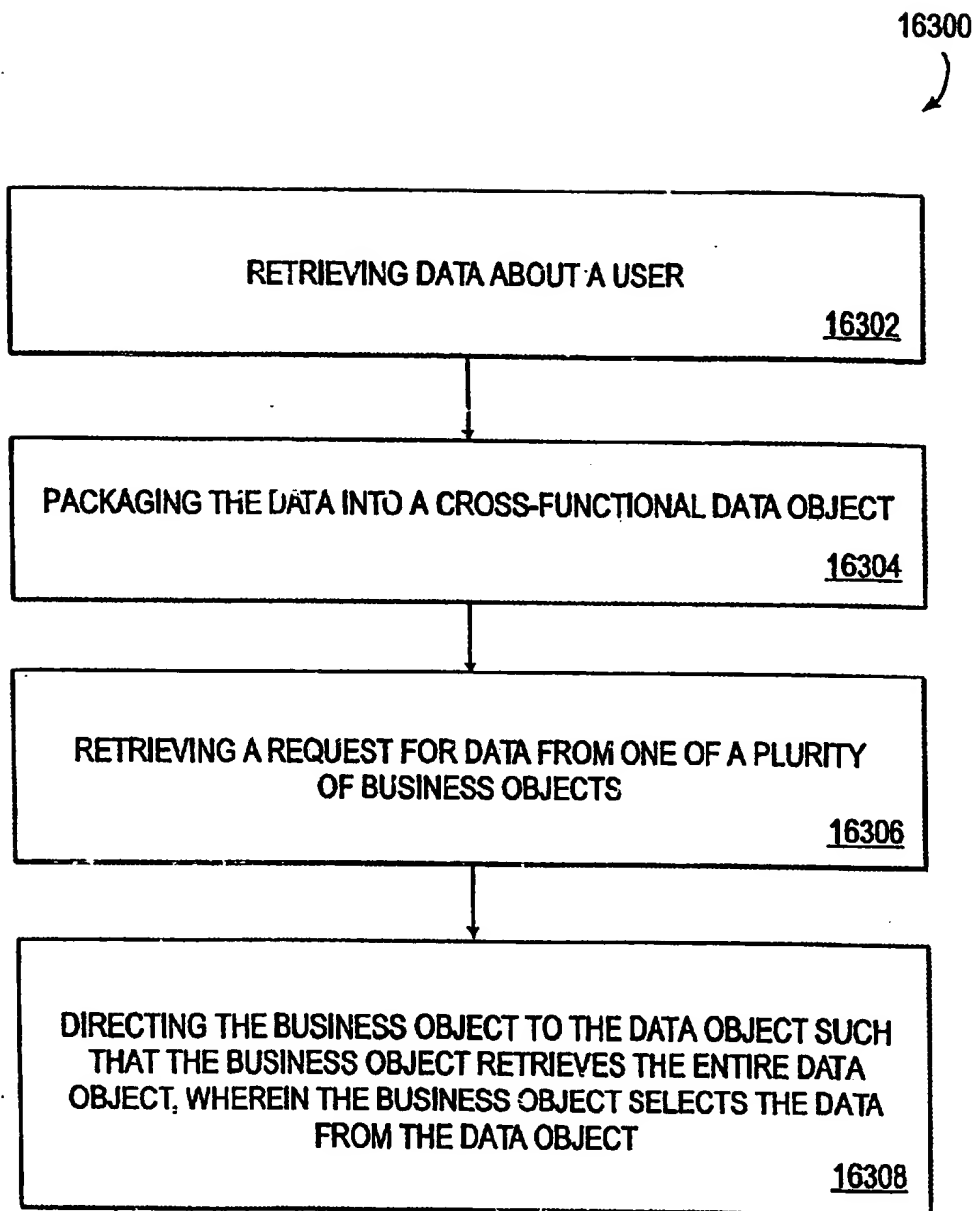 16300
RETRIEVING DATA ABOUT A USER
16302
PACKAGING THE DATA INTO A CROSS-FUNCTIONAL DATA OBJECT
16304
RETRIEVING A REQUEST FOR DATA FROM ONE OF A PLURITY
OF BUSINESS OBJECTS
16306
DIRECTING THE BUSINESS OBJECT TO THE DATA OBJECT SUCH
THAT THE BUSINESS OBJECT RETRIEVES THE ENTIRE DATA
OBJECT, WHEREIN THE BUSINESS OBJECT SELECTS THE DATA
FROM THE DATA OBJECT
16308